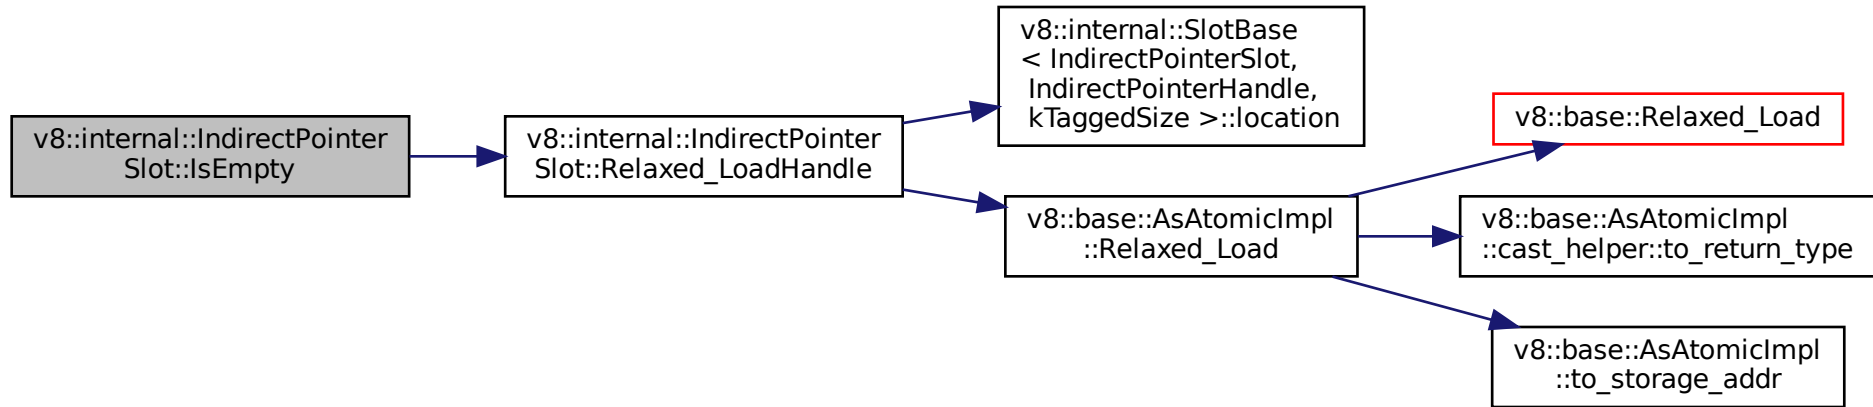 v8::internal::IndirectPointer
Slot::IsEmpty
v8::internal::IndirectPointer
Slot::Relaxed_LoadHandle
v8::internal::SlotBase
< IndirectPointerSlot,
IndirectPointerHandle,
kTaggedSize >::location
v8::base::AsAtomicImpl
::Relaxed_Load
v8::base::Relaxed_Load
v8::base::AsAtomicImpl
::cast_helper::to_return_type
v8::base::AsAtomicImpl
::to_storage_addr